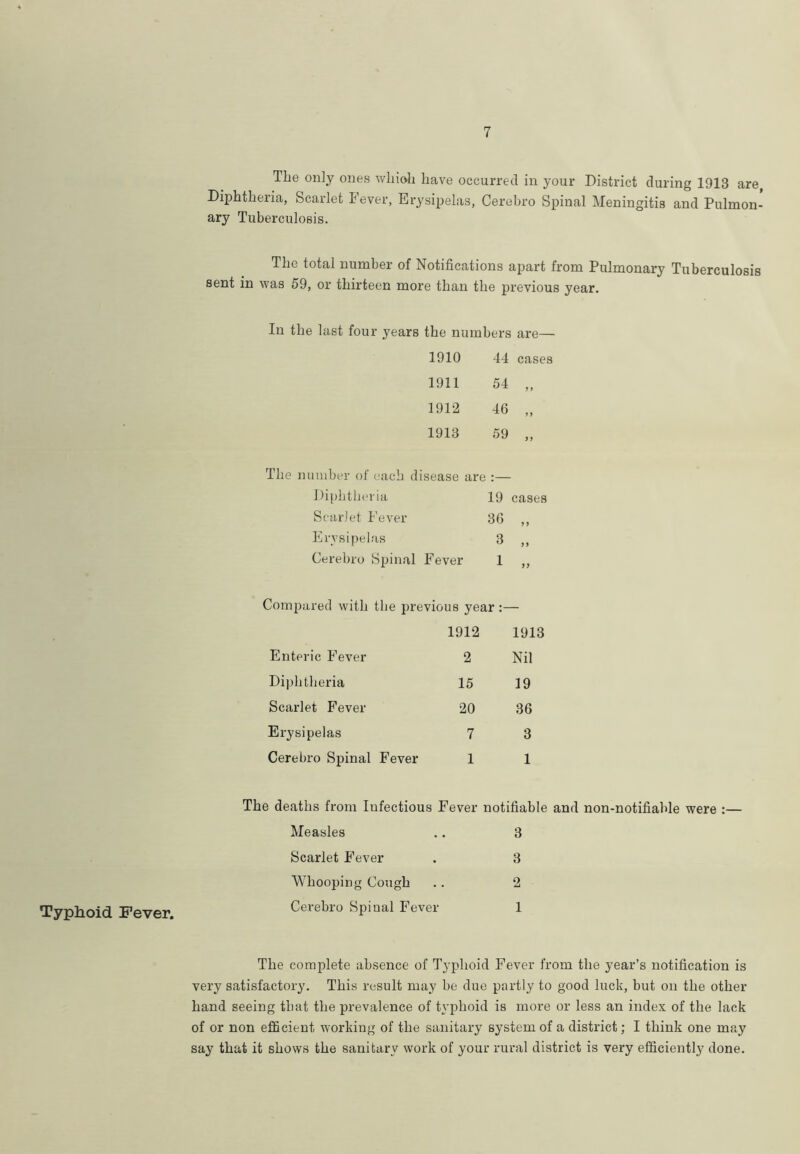 7
The only ones which have occurred in your District during 1913 are,
Diphtheria, Scarlet Fever, Erysipelas, Cerebro Spinal Meningitis and Pulmon-
ary Tuberculosis.
The total number of Notifications apart from Pulmonary Tuberculosis
sent in was 59, or thirteen more than the previous year.
In the last four years the numbers are—
1910 44 cases
1911 54 „
1912 46 „
1913 59 „
The number of each disease are :—
Diphtheria 19 cases
Scarlet Fever 36 „
Erysipelas 3 „
Cerebro Spinal Fever 1 „
Compared with the previous year :—
1912 1913
Enteric Fever 2 Nil
Diphtheria 15 19
Scarlet Fever 20 36
Erysipelas 7 3
Cerebro Spinal Fever 1 1
The deaths from Infectious Fever notifiable and non-notifiable were :—
Measles .. 3
Scarlet Fever . 3
Whooping Cough .. 2
Cerebro Spinal Fever 1
Typhoid Fever.
The complete absence of Typhoid Fever from the year's notification is
very satisfactory. This result may be due partly to good luck, but on the other
hand seeing that the prevalence of typhoid is more or less an index of the lack
of or non efficient working of the sanitary system of a district; I think one may
say that it shows the sanitary work of your rural district is very efficiently done.